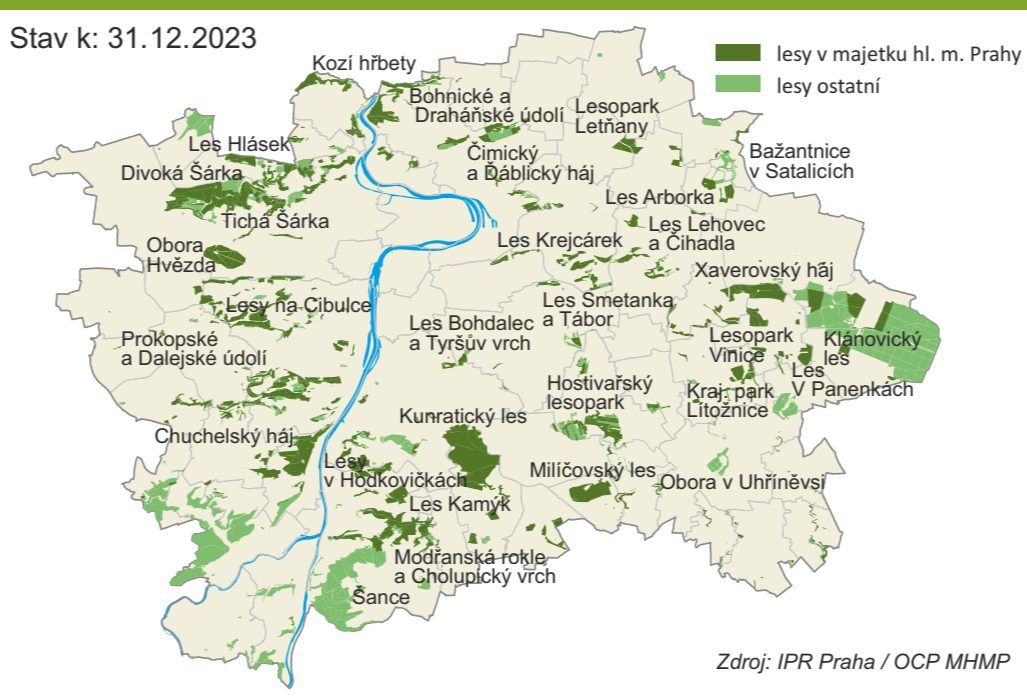 Stav k: 31.12.2023
lesy v majetku hl. m. Prahy
lesy ostatní
Kozí hřbety
Bohnické a
Draháňské údolí
Lesopark
Letňany
Les Hlásek
Čimický
a Ďáblický háj
Bažantnice
v Satalicích
Divoká Šárka
Les Arborka
Tichá Šárka
Les Lehovec
a Čihadla
Obora
Hvězda
Les Krejcárek
Xaverovský háj
Lesy na Cibulce
Les Smetanka
a Tábor
Les Bohdalec
a Tyršův vrch
Prokopské
a Dalejské údolí
Lesopark
Vinice
Klánovický
les
Les
V Panenkách
Hostivařský
lesopark
Kraj. park
Lítožnice
Kunratický les
Chuchelský háj
Lesy
v Hodkovičkách
Milíčovský les
Obora v Uhříněvsi
Les Kamýk
Modřanská rokle
a Cholupický vrch
Šance
Zdroj: IPR Praha / OCP MHMP